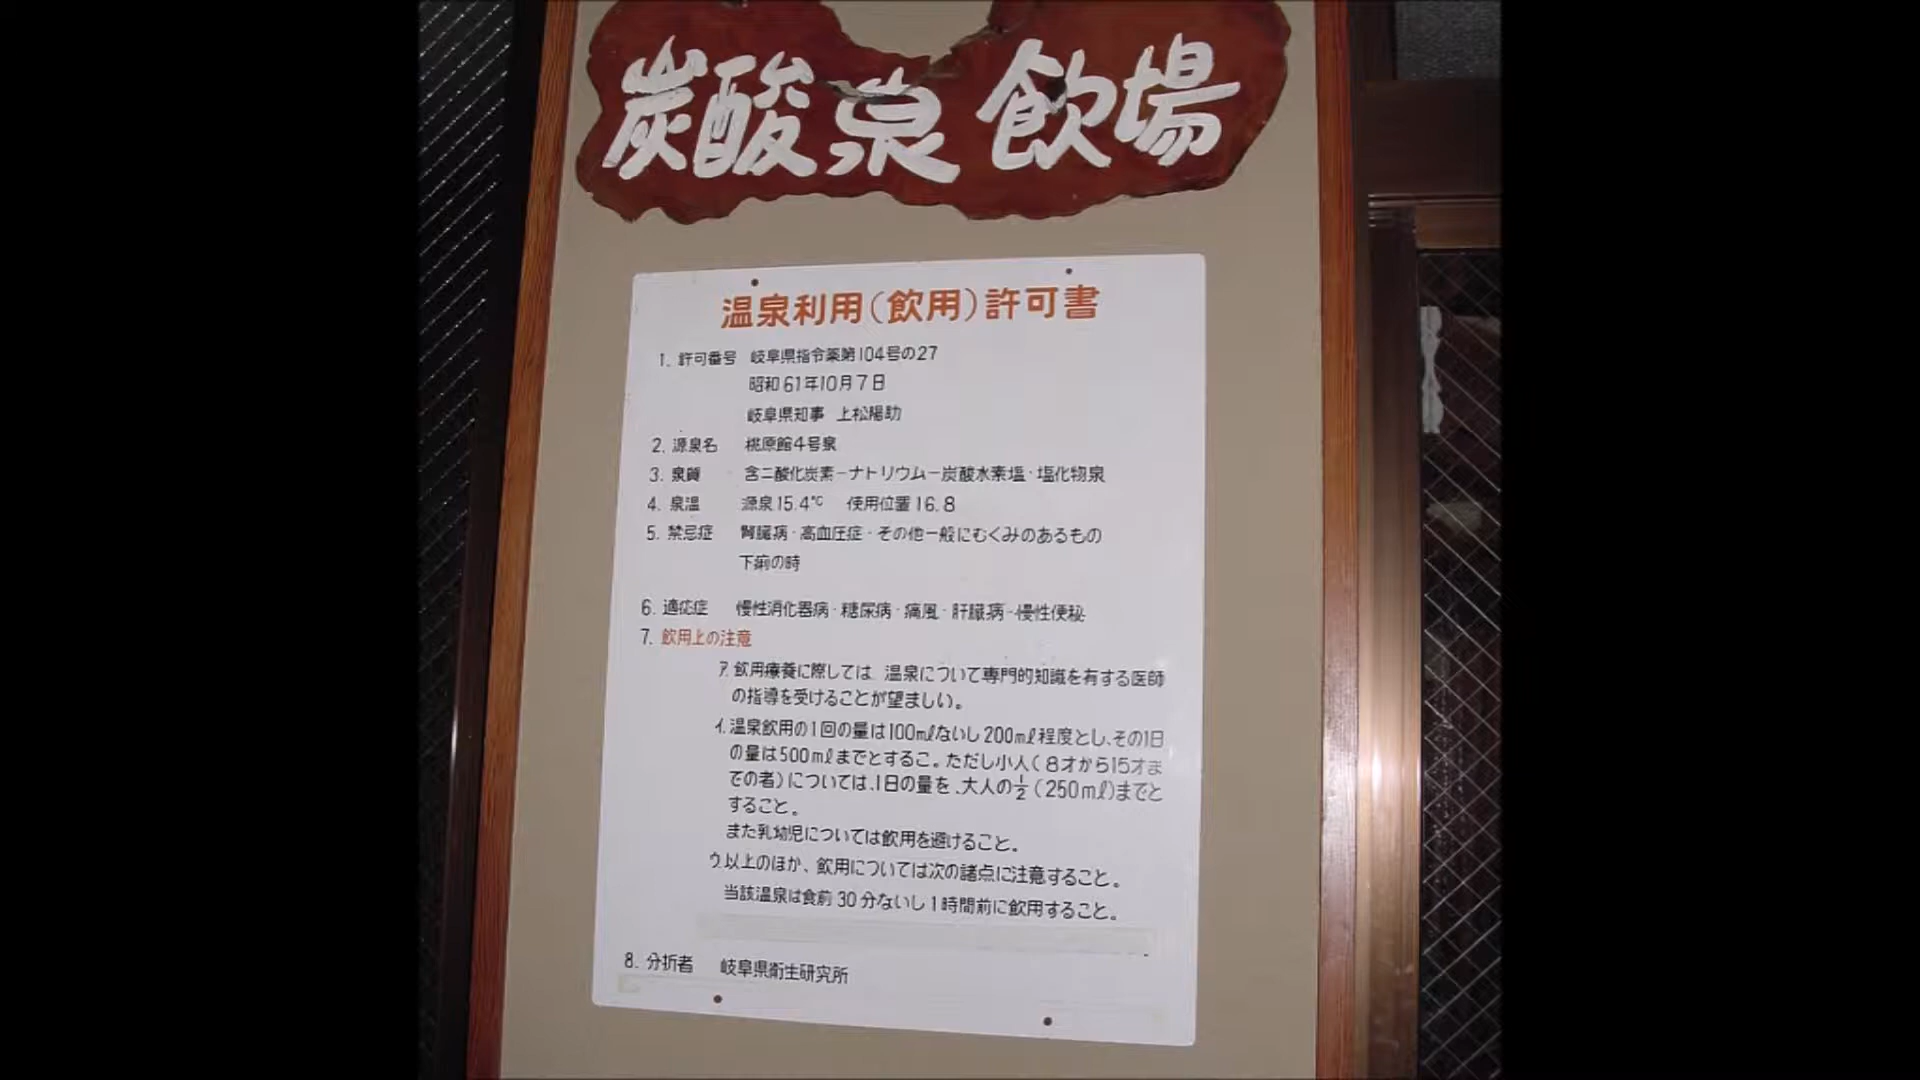 炭酸泉飲場
温泉利用(飲用)許可書
1. 許可番号 岐阜県指令薬第104号の27
昭和61年10月7日
岐阜県知事 上松陽助
2. 源泉名 桃原館4号泉
3. 泉質 含二酸化炭素−ナトリウム−炭酸水素塩・塩化物泉
4. 泉温 源泉15.4℃ 使用位置16.8
5. 禁忌症 腎臓病・高血圧症・その他一般にむくみのあるもの
下痢の時
6. 適応症 慢性消化器病・糖尿病・痛風・肝臓病・慢性便秘
7. 飲用上の注意
ア. 飲用療養に際しては 温泉について専門的知識を有する医師
の指導を受けることが望ましい。
イ. 温泉飲用の1回の量は100mlないし200ml程度とし、その1日
の量は500mlまでとするこ。ただし小人(8才から15才ま
での者)については、1日の量を、大人の1/2(250ml)までと
すること。
また乳幼児については飲用を避けること。
ウ. 以上のほか、飲用については次の諸点に注意すること。
当該温泉は食前30分ないし1時間前に飲用すること。
8. 分折者 岐阜県衛生研究所